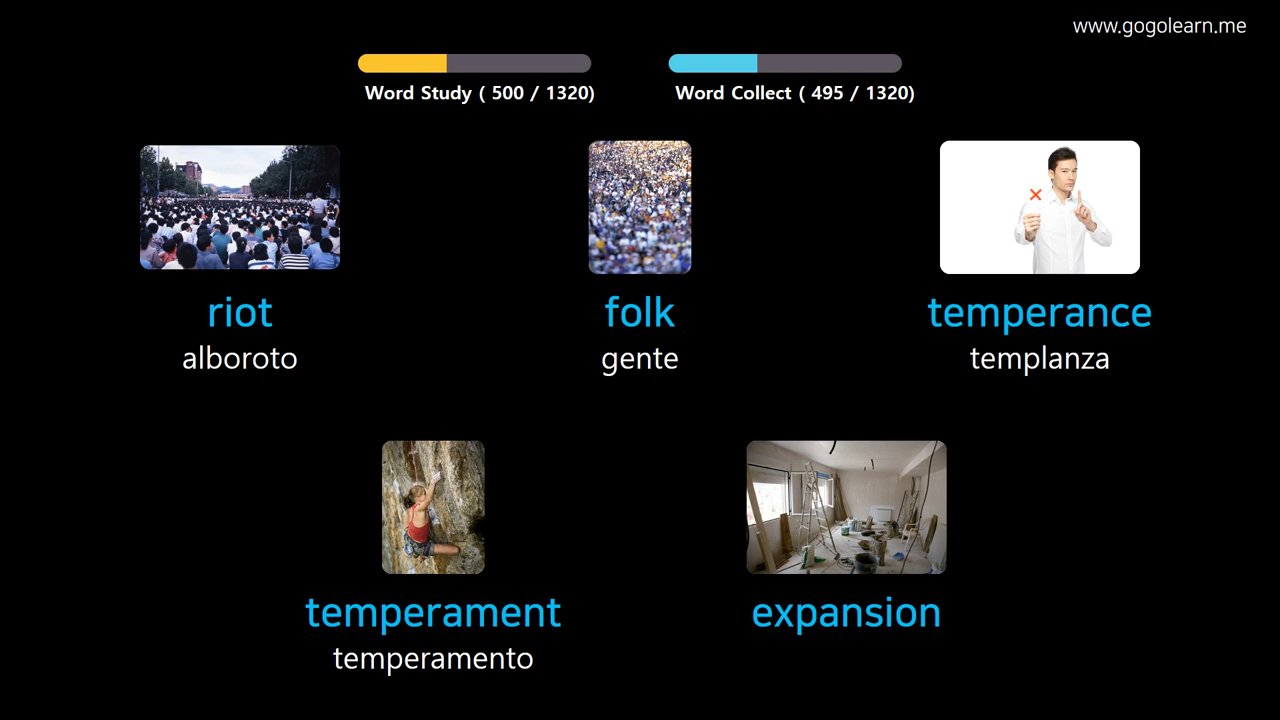 www.gogolearn.me
Word Study ( 500 / 1320)
Word Collect ( 495 / 1320)
riot
alboroto
folk
gente
temperance
templanza
temperament
temperamento
expansion